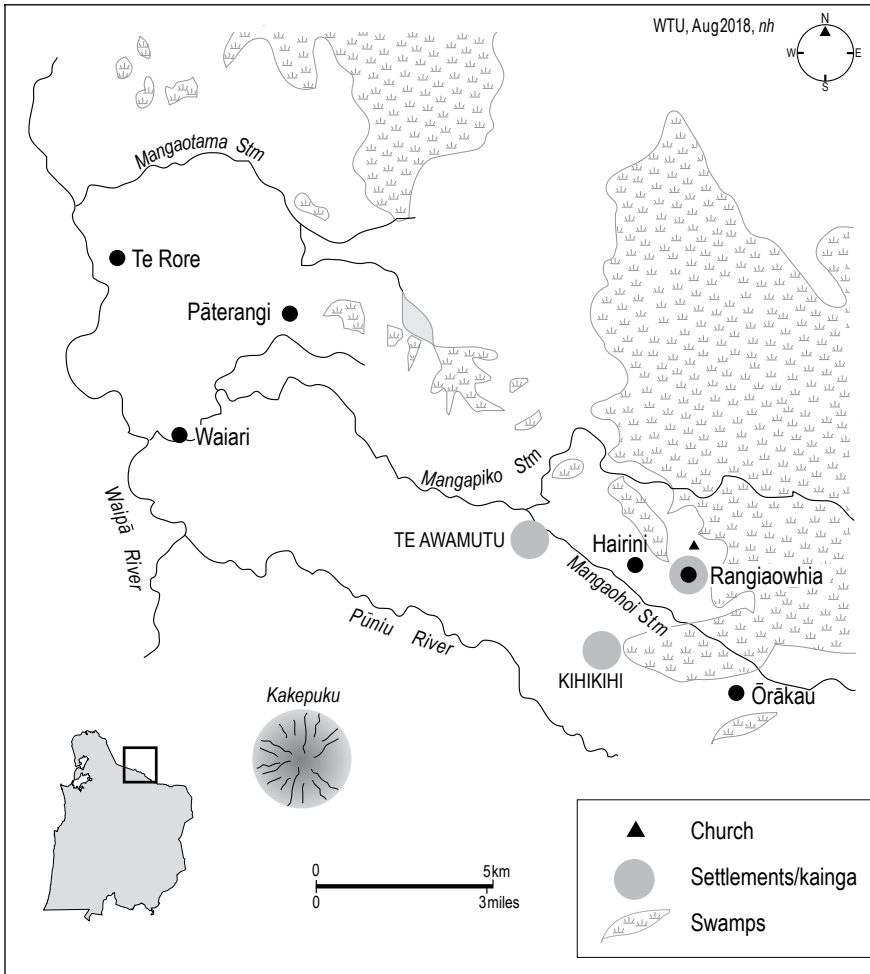 WTU, Aug2018, nh
N
W
E
S
Mangaotama Stm
Te Rore
Pāterangi
Waiari
Mangapiko Stm
Waipā River
TE AWAMUTU
Hairini
Rangiaowhia
Mangaohoi Stm
Pūniu River
KIHIKIHI
Ōrākau
Kakepuku
0
5km
0
3miles
Church
Settlements/kainga
Swamps